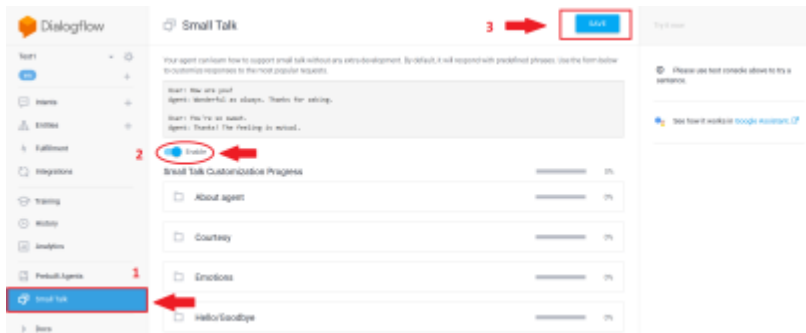 Dialogflow
Small Talk
3
SAVE
Try it now
Test1
en
Your agent can learn how to support small talk without any extra development. By default, it will respond with predefined phrases. Use the form below
to customize responses to the most popular requests.
Please use test console above to try a
sentence.
User: How are you?
Agent: Wonderful as always. Thanks for asking.
User: You're so sweet.
Agent: Thanks! The feeling is mutual.
See how it works in Google Assistant.
Intents
Entities
Fulfillment
2
Enable
Integrations
Small Talk Customization Progress
0%
Training
About agent
0%
History
Analytics
Courtesy
0%
Prebuilt Agents
1
Emotions
0%
Small Talk
Hello/Goodbye
0%
Docs